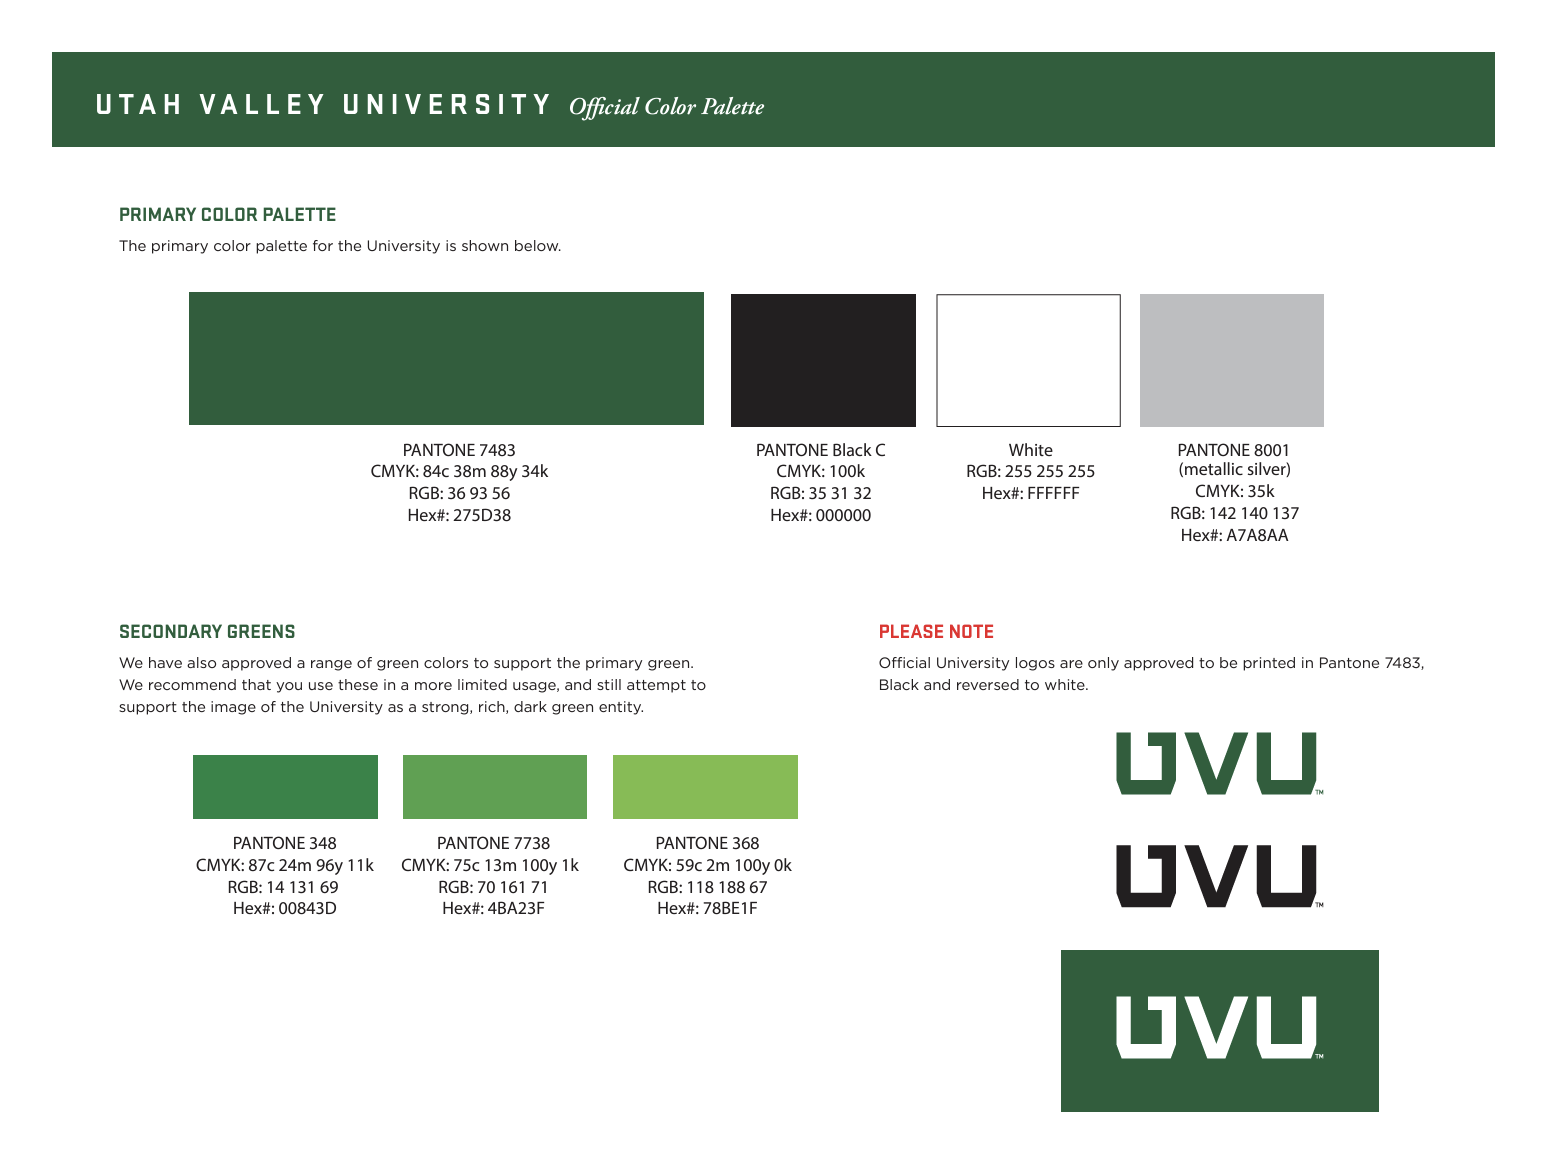 UTAH VALLEY UNIVERSITY Official Color Palette
PRIMARY COLOR PALETTE
The primary color palette for the University is shown below.
PANTONE 7483
CMYK: 84c 38m 88y 34k
RGB: 36 93 56
Hex#: 275D38
PANTONE Black C
CMYK: 100k
RGB: 35 31 32
Hex#: 000000
White
RGB: 255 255 255
Hex#: FFFFFF
PANTONE 8001
(metallic silver)
CMYK: 35k
RGB: 142 140 137
Hex#: A7A8AA
SECONDARY GREENS
We have also approved a range of green colors to support the primary green.
We recommend that you use these in a more limited usage, and still attempt to
support the image of the University as a strong, rich, dark green entity.
PANTONE 348
CMYK: 87c 24m 96y 11k
RGB: 14 131 69
Hex#: 00843D
PANTONE 7738
CMYK: 75c 13m 100y 1k
RGB: 70 161 71
Hex#: 4BA23F
PANTONE 368
CMYK: 59c 2m 100y 0k
RGB: 118 188 67
Hex#: 78BE1F
PLEASE NOTE
Official University logos are only approved to be printed in Pantone 7483,
Black and reversed to white.
UVU™
UVU™
UVU™